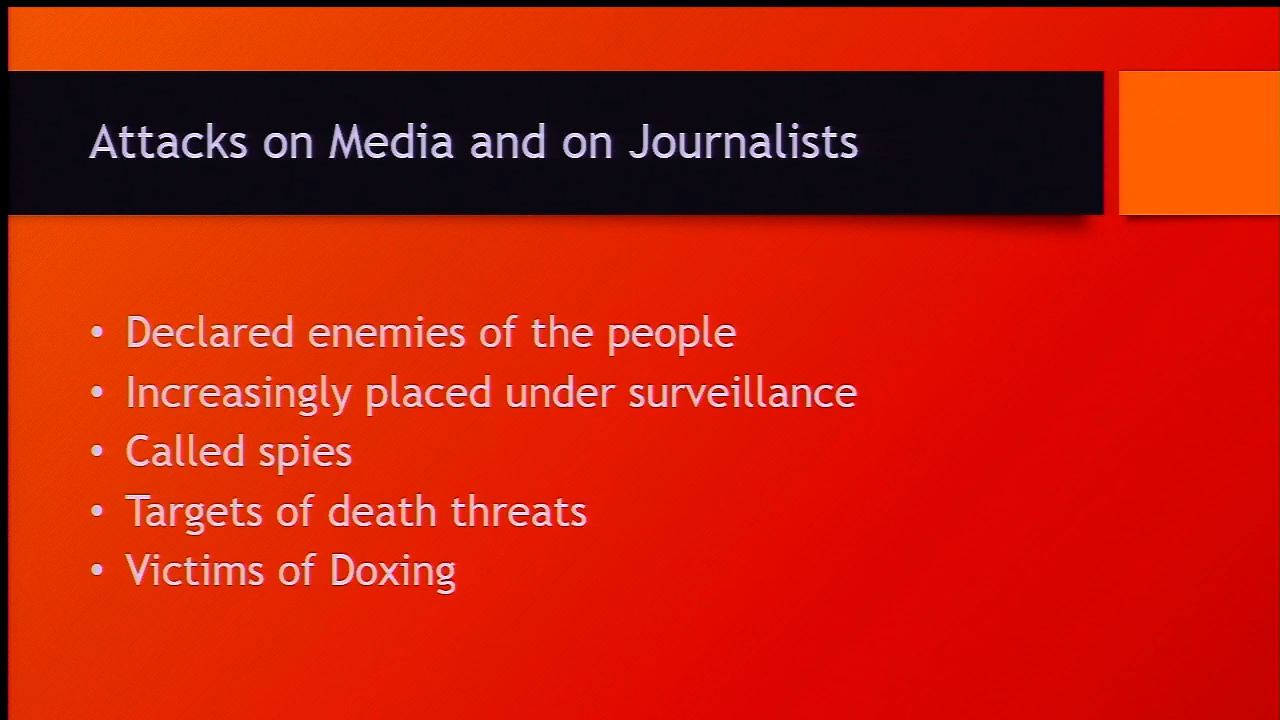 Attacks on Media and on Journalists
• Declared enemies of the people
• Increasingly placed under surveillance
• Called spies
• Targets of death threats
• Victims of Doxing